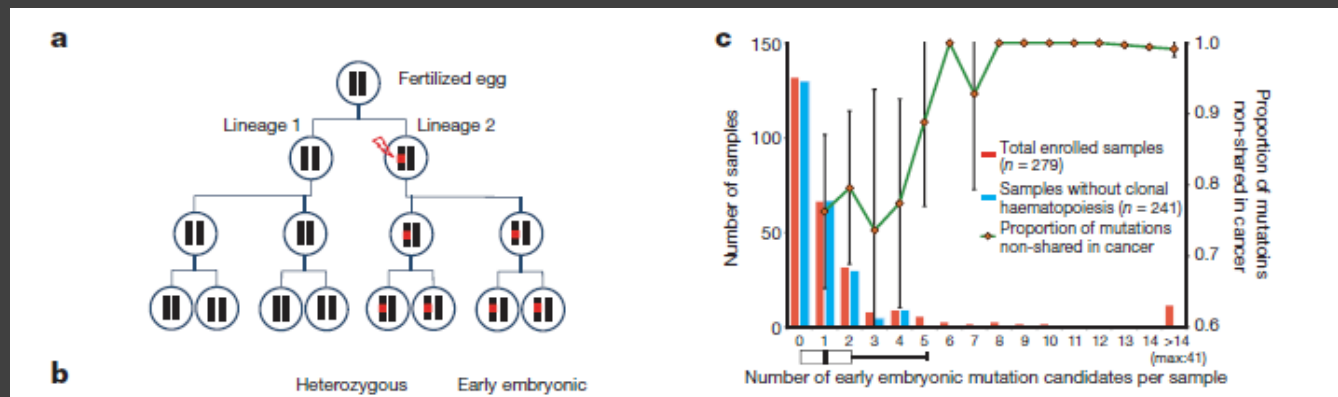 a
Fertilized egg
Lineage 1
Lineage 2
b
Heterozygous
Early embryonic
c
150
100
50
0
Number of samples
1.0
0.9
0.8
0.7
0.6
Proportion of mutatoins
non-shared in cancer
Total enrolled samples
(n = 279)
Samples without clonal
haematopoiesis (n = 241)
Proportion of mutations
non-shared in cancer
0 1 2 3 4 5 6 7 8 9 10 11 12 13 14 >14
(max:41)
Number of early embryonic mutation candidates per sample